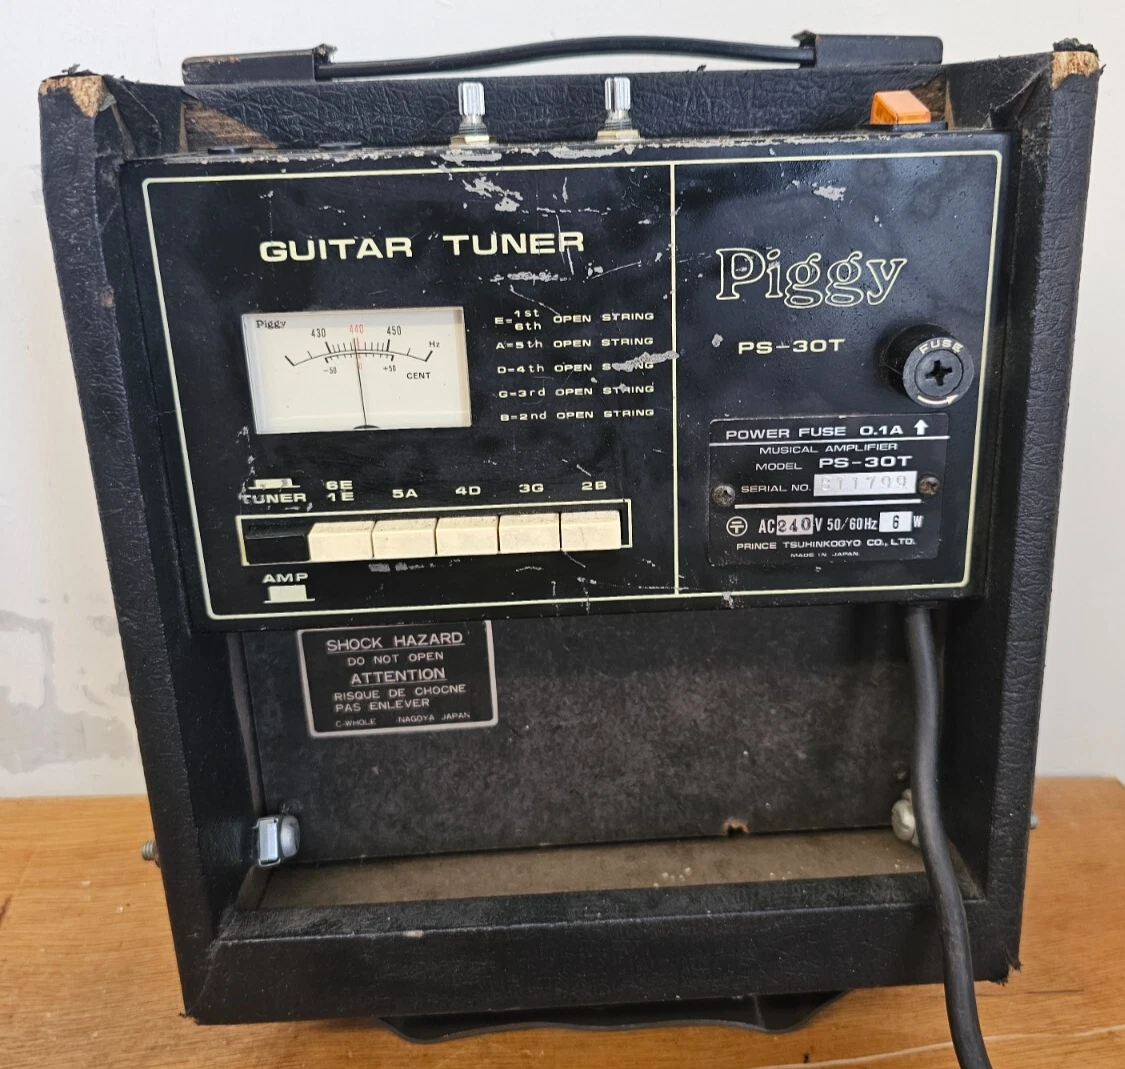 GUITAR TUNER
Piggy
430 440 450
Hz
-50 0 +50
CENT
E= 1st 6th OPEN STRING
A=5th OPEN STRING
D=4th OPEN STRING
G=3rd OPEN STRING
B=2nd OPEN STRING
TUNER 6E 1E 5A 4D 3G 2B
AMP
Piggy
PS-30T
FUSE
POWER FUSE 0.1A
MUSICAL AMPLIFIER
MODEL PS-30T
SERIAL NO. 811799
AC 240 V 50/60Hz 6 W
PRINCE TSUHINKOGYO CO., LTD.
MADE IN JAPAN
SHOCK HAZARD
DO NOT OPEN
ATTENTION
RISQUE DE CHOCNE
PAS ENLEVER
C-WHOLE NAGOYA JAPAN